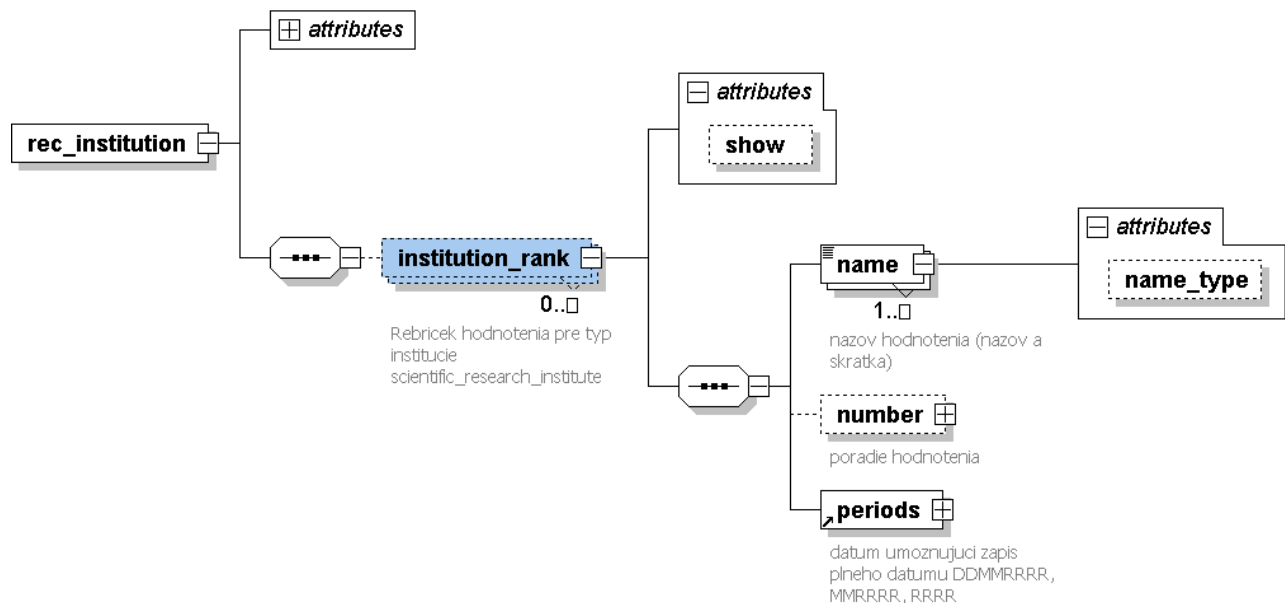 attributes
rec_institution
attributes
show
institution_rank
0..□
Rebricek hodnotenia pre typ
institucie
scientific_research_institute
name
1..□
nazov hodnotenia (nazov a
skratka)
attributes
name_type
number
poradie hodnotenia
periods
datum umoznujuci zapis
plneho datumu DDMMRRRR,
MMRRRR, RRRR